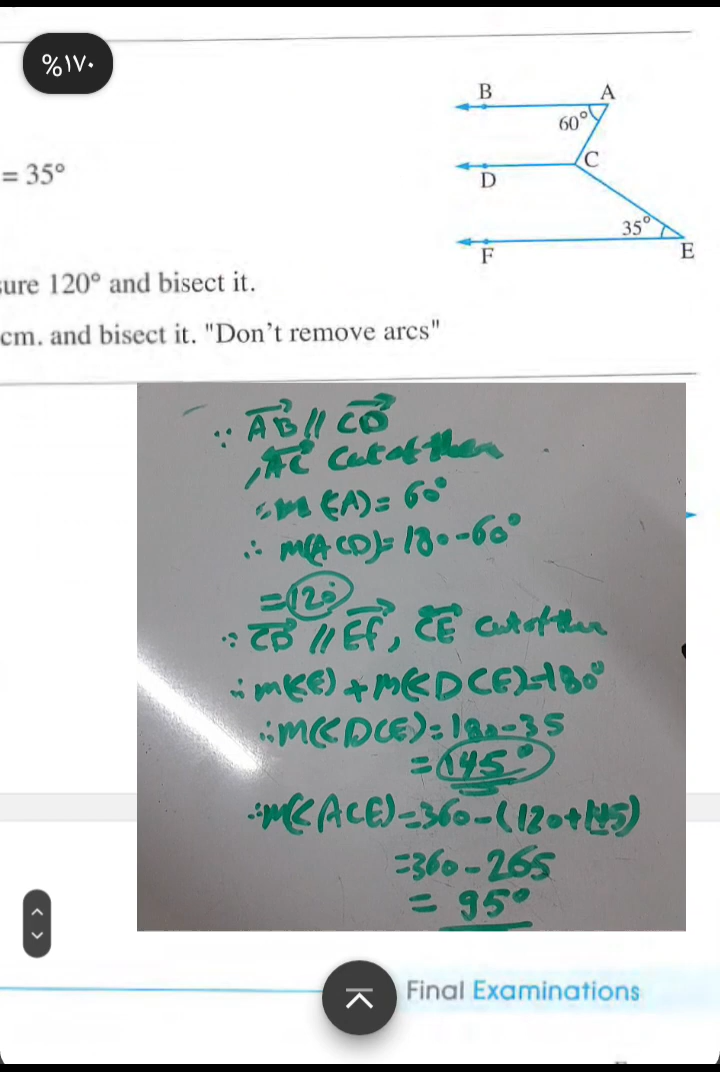 %١٧٠
B A
60°
C
= 35°
D
35°
F E
sure 120° and bisect it.
cm. and bisect it. "Don't remove arcs"
∵ AB // CD
, AC cut of them
∵ m(∠A) = 60°
∴ m(A CD) = 180-60°
= 120°
∵ CD // EF, CE cut of them
∴ m(∠E) + m(∠DCE) = 180°
∴ m(∠DCE) = 180-35
= 145°
∴ m(∠ACE) = 360-(120+145)
= 360-265
= 95°
Final Examinations